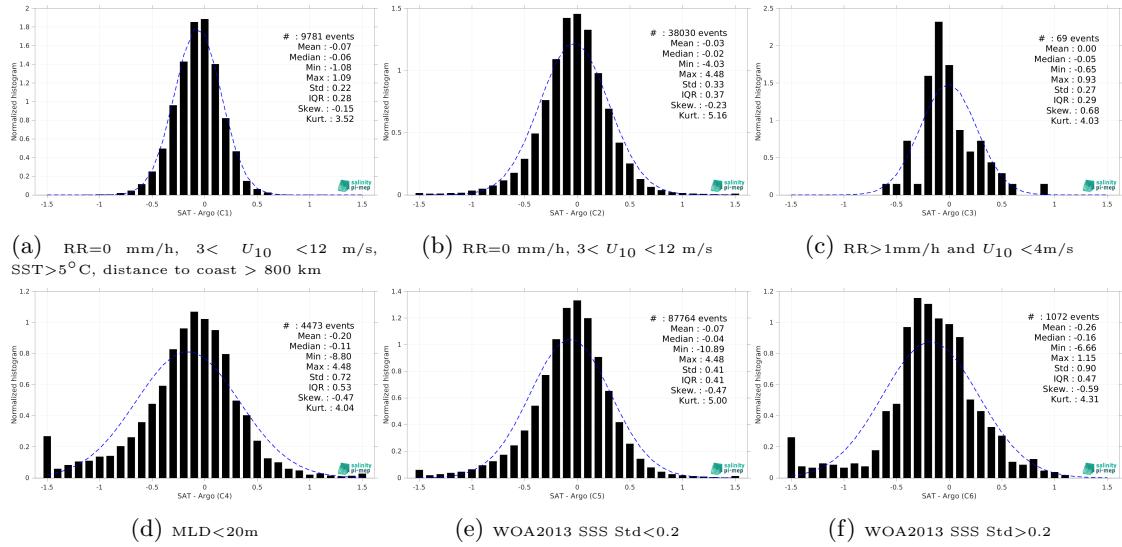 2
1.8
1.6
1.4
1.2
1
0.8
0.6
0.4
0.2
0
Normalized histogram
-1.5 -1 -0.5 0 0.5 1 1.5
SAT - Argo (C1)
# : 9781 events
Mean : -0.07
Median : -0.06
Min : -1.08
Max : 1.09
Std : 0.22
IQR : 0.28
Skew. : -0.15
Kurt. : 3.52
salinity
pi-mep
(a) RR=0 mm/h, 3< U10 <12 m/s,
SST>5°C, distance to coast > 800 km
1.5
1
0.5
0
Normalized histogram
-1.5 -1 -0.5 0 0.5 1 1.5
SAT - Argo (C2)
# : 38030 events
Mean : -0.03
Median : -0.02
Min : -4.03
Max : 4.48
Std : 0.33
IQR : 0.37
Skew. : -0.23
Kurt. : 5.16
salinity
pi-mep
(b) RR=0 mm/h, 3< U10 <12 m/s
2.5
2
1.5
1
0.5
0
Normalized histogram
-1.5 -1 -0.5 0 0.5 1 1.5
SAT - Argo (C3)
# : 69 events
Mean : 0.00
Median : -0.05
Min : -0.65
Max : 0.93
Std : 0.27
IQR : 0.29
Skew. : 0.68
Kurt. : 4.03
salinity
pi-mep
(c) RR>1mm/h and U10 <4m/s
1.2
1
0.8
0.6
0.4
0.2
0
Normalized histogram
-1.5 -1 -0.5 0 0.5 1 1.5
SAT - Argo (C4)
# : 4473 events
Mean : -0.20
Median : -0.11
Min : -8.80
Max : 4.48
Std : 0.72
IQR : 0.53
Skew. : -0.47
Kurt. : 4.04
salinity
pi-mep
(d) MLD<20m
1.4
1.2
1
0.8
0.6
0.4
0.2
0
Normalized histogram
-1.5 -1 -0.5 0 0.5 1 1.5
SAT - Argo (C5)
# : 87764 events
Mean : -0.07
Median : -0.04
Min : -10.89
Max : 4.48
Std : 0.41
IQR : 0.41
Skew. : -0.47
Kurt. : 5.00
salinity
pi-mep
(e) WOA2013 SSS Std<0.2
1.2
1
0.8
0.6
0.4
0.2
0
Normalized histogram
-1.5 -1 -0.5 0 0.5 1 1.5
SAT - Argo (C6)
# : 1072 events
Mean : -0.26
Median : -0.16
Min : -6.66
Max : 1.15
Std : 0.90
IQR : 0.47
Skew. : -0.59
Kurt. : 4.31
salinity
pi-mep
(f) WOA2013 SSS Std>0.2